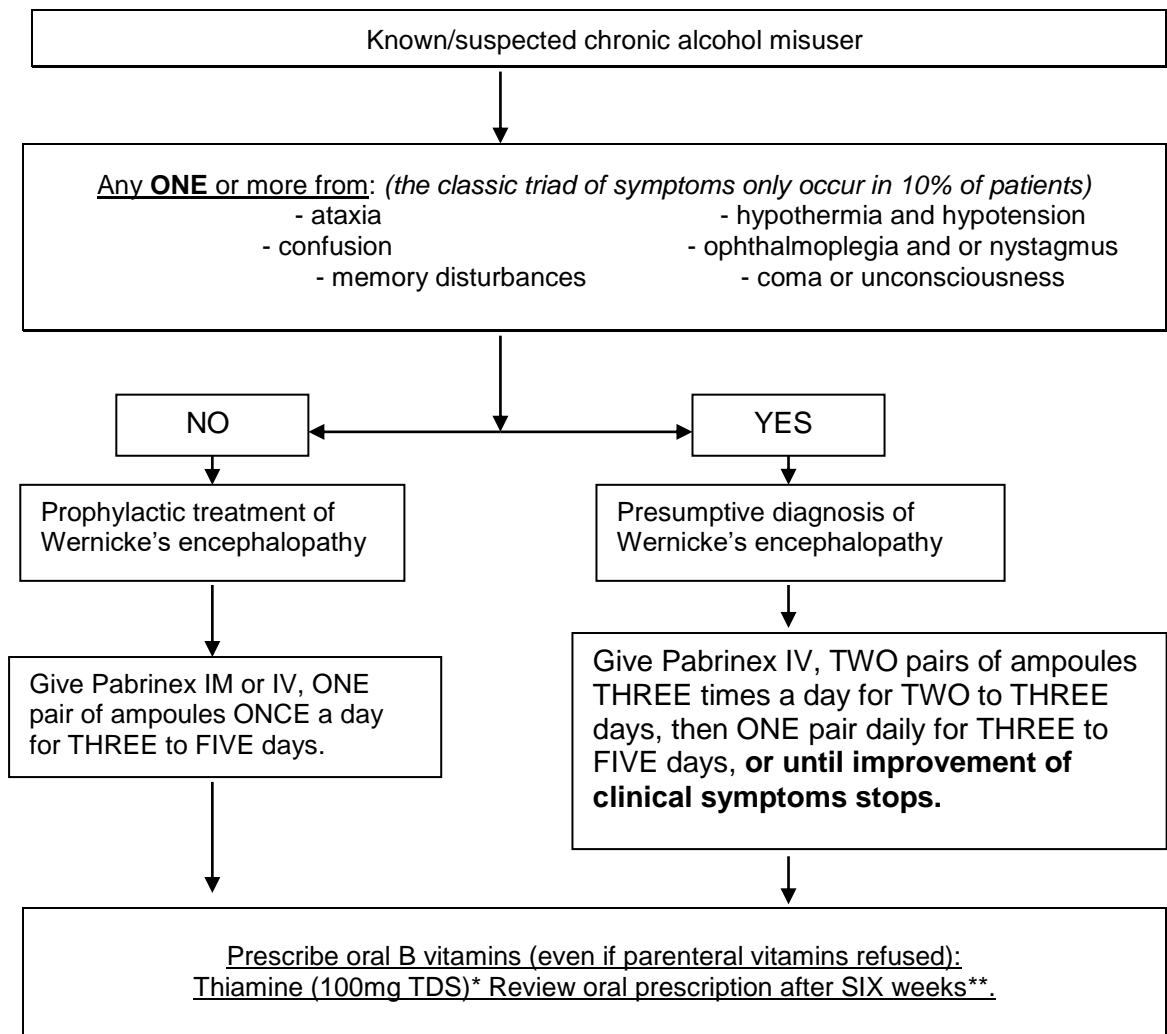 Known/suspected chronic alcohol misuser
Any ONE or more from: (the classic triad of symptoms only occur in 10% of patients)
- ataxia
- hypothermia and hypotension
- confusion
- ophthalmoplegia and or nystagmus
- memory disturbances
- coma or unconsciousness
NO
YES
Prophylactic treatment of
Wernicke’s encephalopathy
Presumptive diagnosis of
Wernicke’s encephalopathy
Give Pabrinex IM or IV, ONE
pair of ampoules ONCE a day
for THREE to FIVE days.
Give Pabrinex IV, TWO pairs of ampoules
THREE times a day for TWO to THREE
days, then ONE pair daily for THREE to
FIVE days, or until improvement of
clinical symptoms stops.
Prescribe oral B vitamins (even if parenteral vitamins refused):
Thiamine (100mg TDS)* Review oral prescription after SIX weeks**.